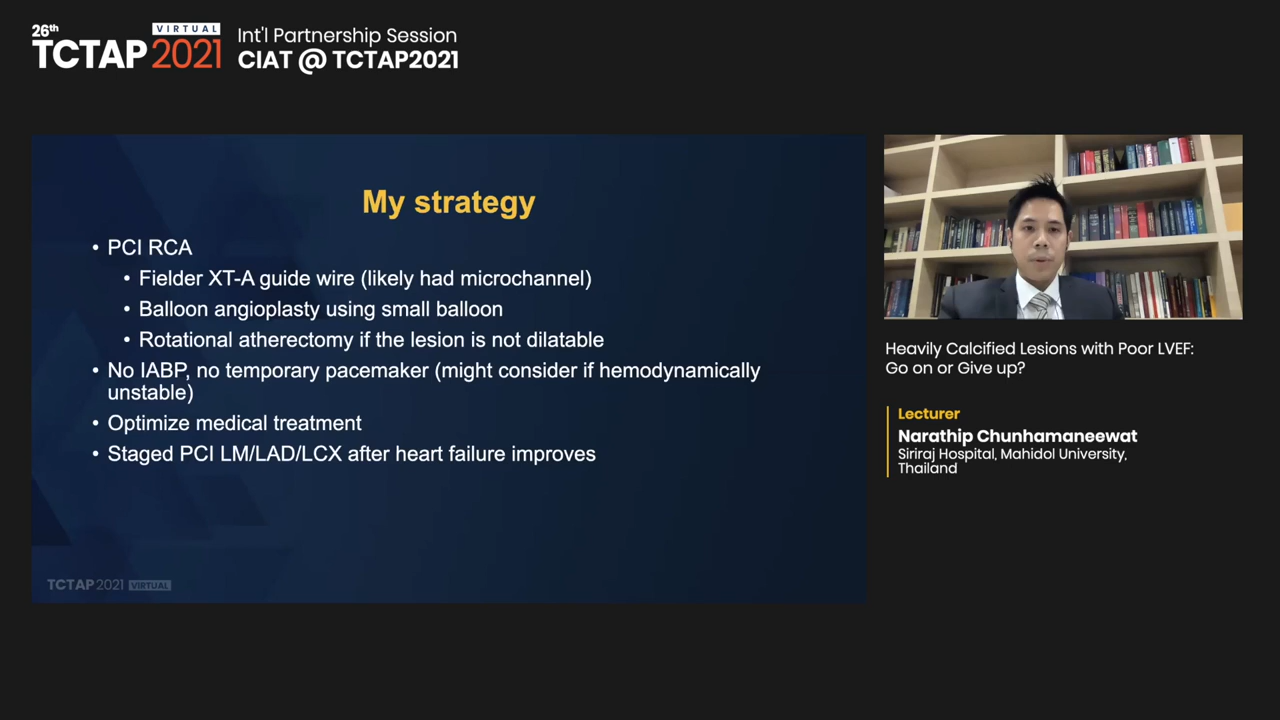 26th
VIRTUAL
TCTAP 2021
Int'l Partnership Session
CIAT @ TCTAP2021
My strategy
• PCI RCA
• Fielder XT-A guide wire (likely had microchannel)
• Balloon angioplasty using small balloon
• Rotational atherectomy if the lesion is not dilatable
• No IABP, no temporary pacemaker (might consider if hemodynamically
unstable)
• Optimize medical treatment
• Staged PCI LM/LAD/LCX after heart failure improves
TCTAP 2021 VIRTUAL
Heavily Calcified Lesions with Poor LVEF:
Go on or Give up?
Lecturer
Narathip Chunhamaneewat
Siriraj Hospital, Mahidol University,
Thailand